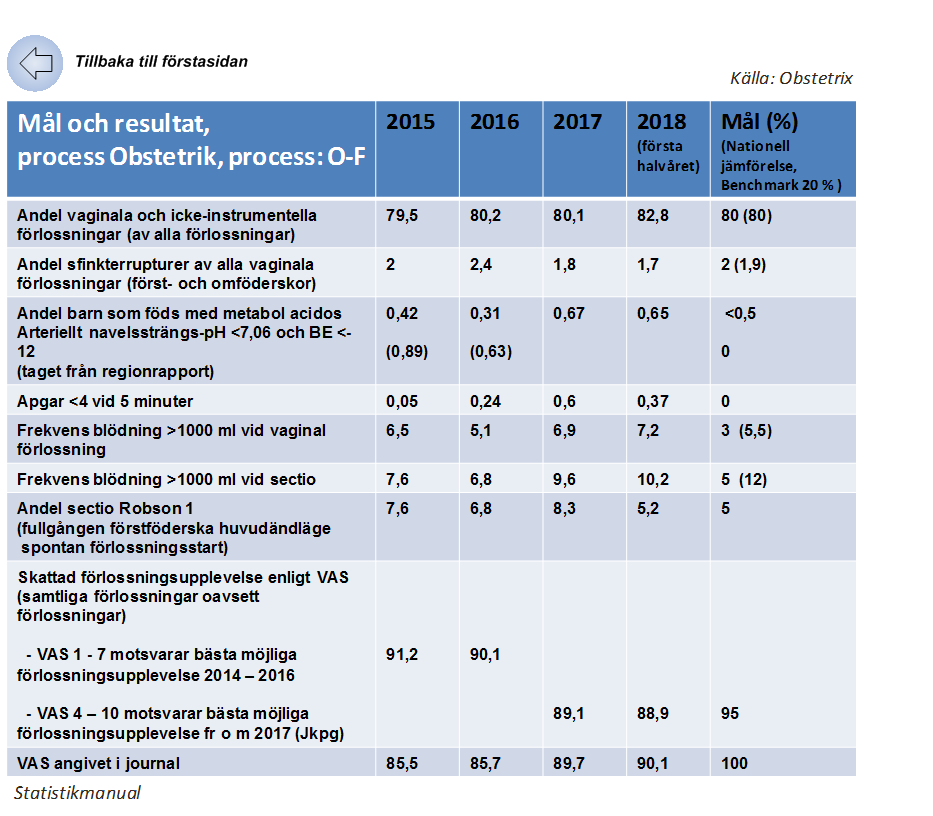 Tillbaka till förstasidan
Källa: Obstetrix
Mål och resultat,
process Obstetrik, process: O-F
2015
2016
2017
2018
(första
halvåret)
Mål (%)
(Nationell
jämförelse,
Benchmark 20 % )
Andel vaginala och icke-instrumentella
förlossningar (av alla förlossningar)
79,5
80,2
80,1
82,8
80 (80)
Andel sfinkterrupturer av alla vaginala
förlossningar (först- och omföderskor)
2
2,4
1,8
1,7
2 (1,9)
Andel barn som föds med metabol acidos
Arteriellt navelssträngs-pH <7,06 och BE <-
12
(taget från regionrapport)
0,42
(0,89)
0,31
(0,63)
0,67
0,65
<0,5
0
Apgar <4 vid 5 minuter
0,05
0,24
0,6
0,37
0
Frekvens blödning >1000 ml vid vaginal
förlossning
6,5
5,1
6,9
7,2
3 (5,5)
Frekvens blödning >1000 ml vid sectio
7,6
6,8
9,6
10,2
5 (12)
Andel sectio Robson 1
(fullgången förstföderska huvudändläge
spontan förlossningsstart)
7,6
6,8
8,3
5,2
5
Skattad förlossningsupplevelse enligt VAS
(samtliga förlossningar oavsett
förlossningar)
- VAS 1 - 7 motsvarar bästa möjliga
förlossningsupplevelse 2014 – 2016
91,2
90,1
- VAS 4 – 10 motsvarar bästa möjliga
förlossningsupplevelse fr o m 2017 (Jkpg)
89,1
88,9
95
VAS angivet i journal
85,5
85,7
89,7
90,1
100
Statistikmanual